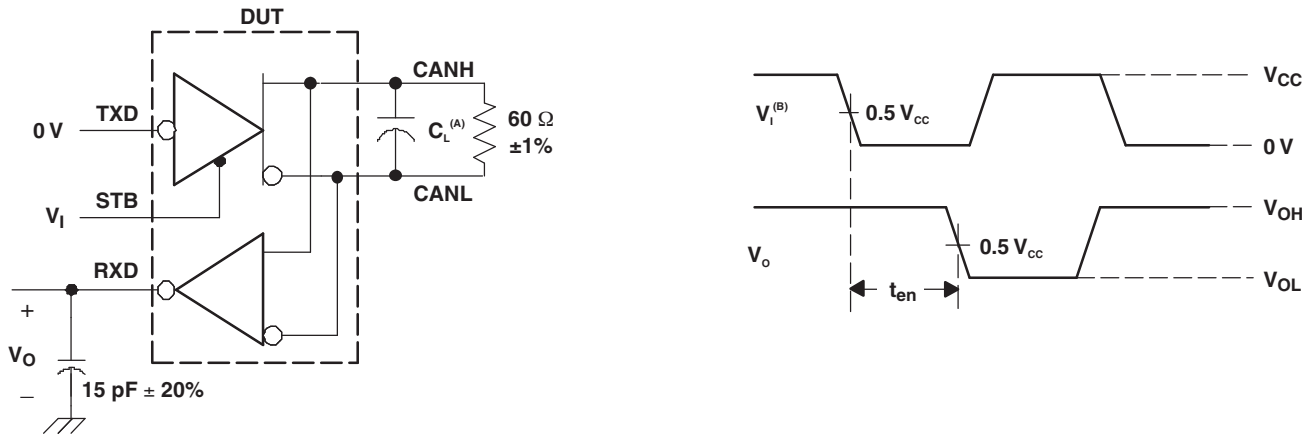 DUT
CANH
TXD
0 V
C_L^(A)
60 Ω
±1%
STB
V_I
CANL
RXD
+
V_O
–
15 pF ± 20%
V_CC
V_I^(B)
0.5 V_CC
0 V
V_OH
V_O
0.5 V_CC
t_en
V_OL